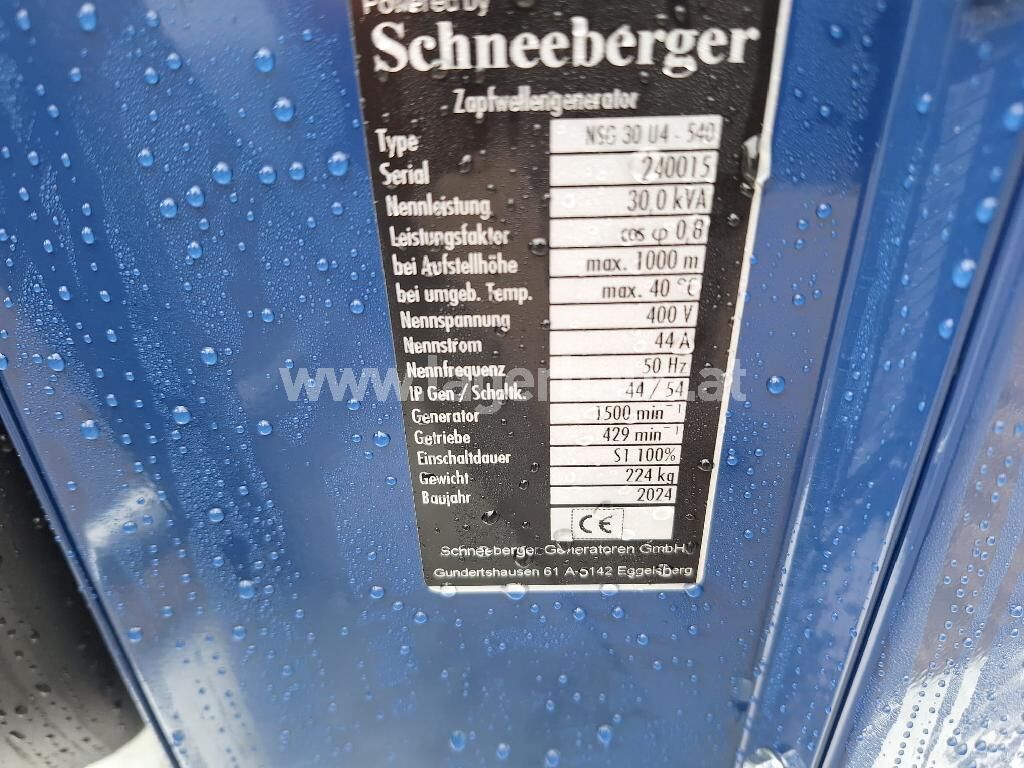 Powered by
Schneeberger
Zapfwellengenerator
Type NSG 30 U4 - 540
Serial 240015
Nennleistung 30,0 kVA
Leistungsfaktor cos φ 0,8
bei Aufstellhöhe max. 1000 m
bei umgeb. Temp. max. 40 °C
Nennspannung 400 V
Nennstrom 44 A
Nennfrequenz 50 Hz
IP Gen / Schaltk. 44 / 54
Generator 1500 min⁻¹
Getriebe 429 min⁻¹
Einschaltdauer S1 100%
Gewicht 224 kg
Baujahr 2024
CE
Schneeberger Generatoren GmbH
Gundertshausen 61 A-5142 Eggelsberg